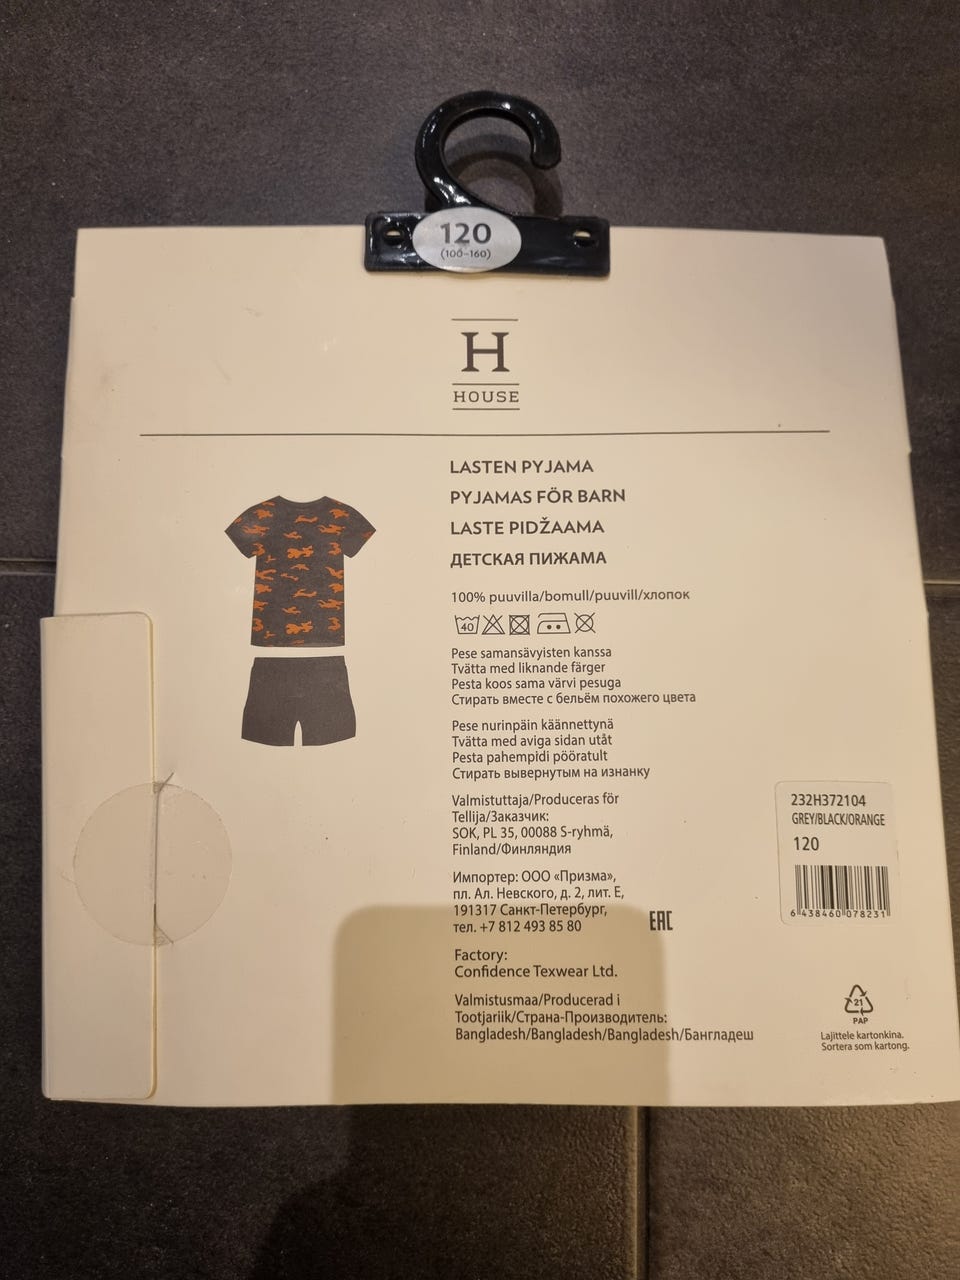 120
(100-160)
H
HOUSE
LASTEN PYJAMA
PYJAMAS FÖR BARN
LASTE PIDŽAAMA
ДЕТСКАЯ ПИЖАМА
100% puuvilla/bomull/puuvill/хлопок
40
Pese samansävyisten kanssa
Tvätta med liknande färger
Pesta koos sama värvi pesuga
Стирать вместе с бельём похожего цвета
Pese nurinpäin käännettynä
Tvätta med aviga sidan utåt
Pesta pahempidi pööratult
Стирать вывернутым на изнанку
Valmistuttaja/Produceras för
Tellija/Заказчик:
SOK, PL 35, 00088 S-ryhmä,
Finland/Финляндия
Импортер: ООО «Призма»,
пл. Ал. Невского, д. 2, лит. Е,
191317 Санкт-Петербург,
тел. +7 812 493 85 80
EAC
Factory:
Confidence Texwear Ltd.
Valmistusmaa/Producerad i
Tootjariik/Страна-Производитель:
Bangladesh/Bangladesh/Bangladesh/Бангладеш
232H372104
GREY/BLACK/ORANGE
120
6 438460 078231
21
PAP
Lajittele kartonkina.
Sortera som kartong.